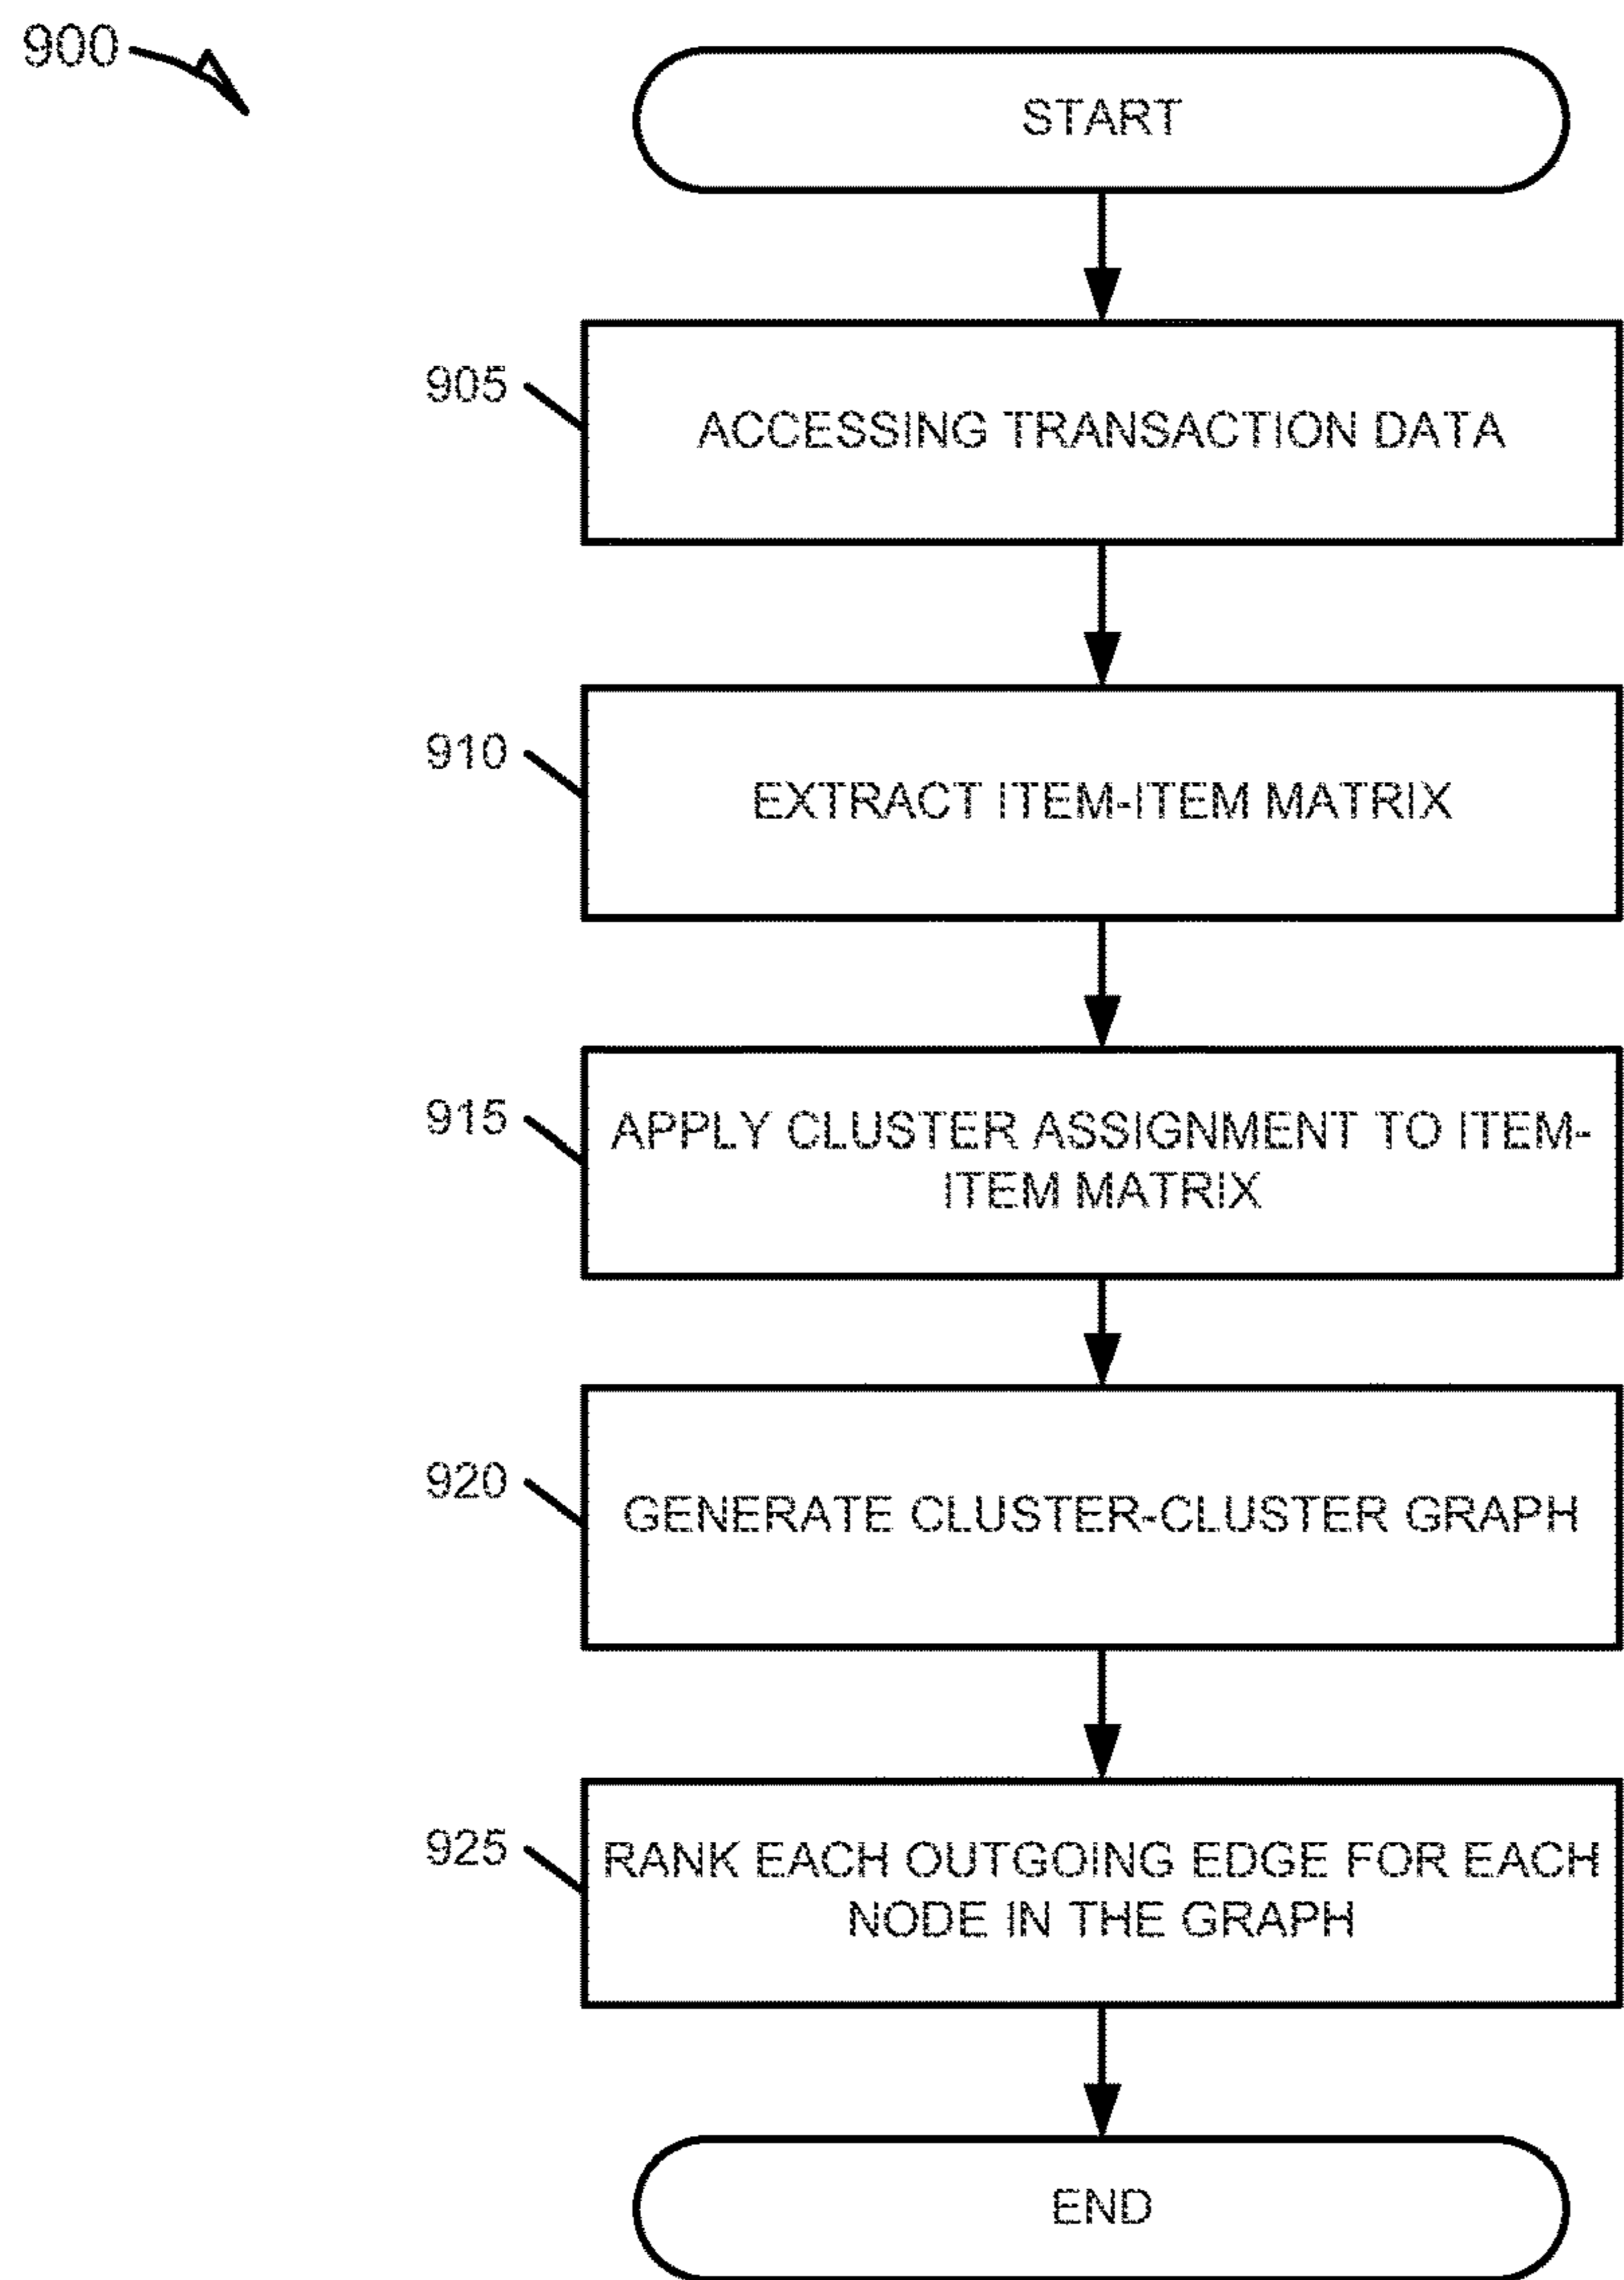 900
START
905
ACCESSING TRANSACTION DATA
910
EXTRACT ITEM-ITEM MATRIX
915
APPLY CLUSTER ASSIGNMENT TO ITEM-
ITEM MATRIX
920
GENERATE CLUSTER-CLUSTER GRAPH
925
RANK EACH OUTGOING EDGE FOR EACH
NODE IN THE GRAPH
END